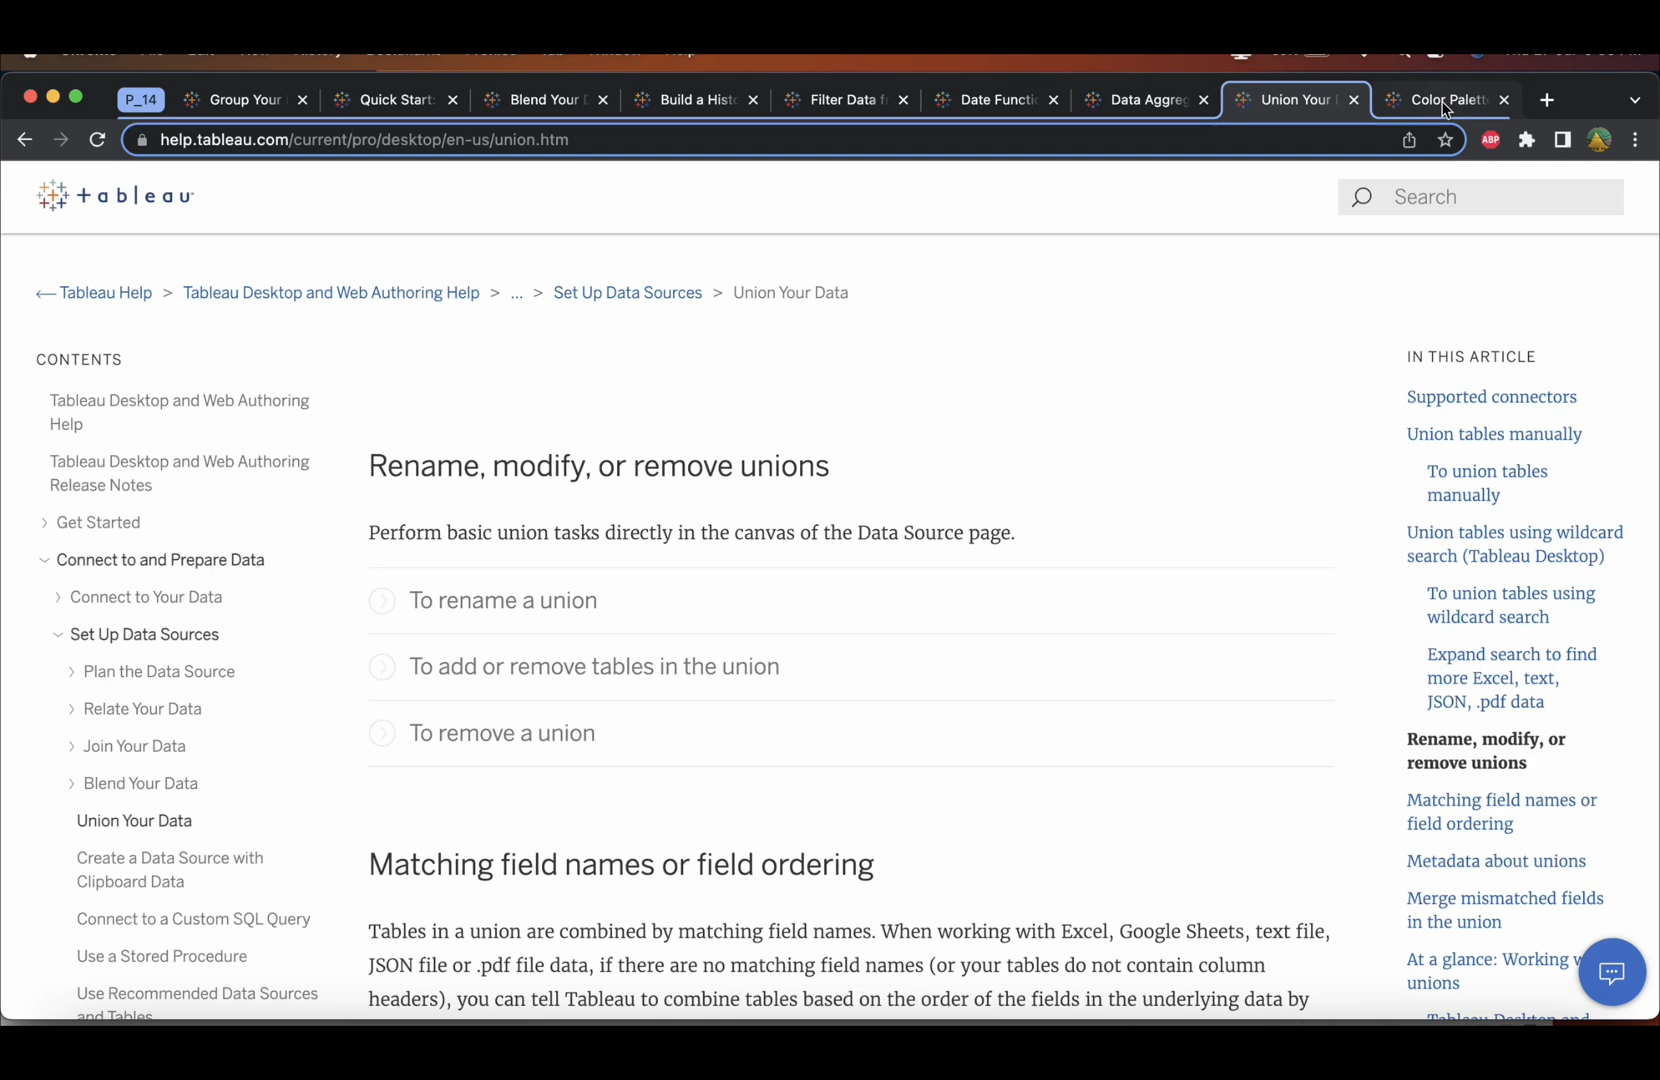 P_14
Group Your
Quick Start:
Blend Your D
Build a Histo
Filter Data f
Date Functi
Data Aggreg
Union Your D
Color Palett
help.tableau.com/current/pro/desktop/en-us/union.htm
ABP
+ a b l e a u
Search
Tableau Help > Tableau Desktop and Web Authoring Help > ... > Set Up Data Sources > Union Your Data
CONTENTS
Tableau Desktop and Web Authoring
Help
Tableau Desktop and Web Authoring
Release Notes
Get Started
Connect to and Prepare Data
Connect to Your Data
Set Up Data Sources
Plan the Data Source
Relate Your Data
Join Your Data
Blend Your Data
Union Your Data
Create a Data Source with
Clipboard Data
Connect to a Custom SQL Query
Use a Stored Procedure
Use Recommended Data Sources
and Tables
Rename, modify, or remove unions
Perform basic union tasks directly in the canvas of the Data Source page.
To rename a union
To add or remove tables in the union
To remove a union
Matching field names or field ordering
Tables in a union are combined by matching field names. When working with Excel, Google Sheets, text file,
JSON file or .pdf file data, if there are no matching field names (or your tables do not contain column
headers), you can tell Tableau to combine tables based on the order of the fields in the underlying data by
IN THIS ARTICLE
Supported connectors
Union tables manually
To union tables
manually
Union tables using wildcard
search (Tableau Desktop)
To union tables using
wildcard search
Expand search to find
more Excel, text,
JSON, .pdf data
Rename, modify, or
remove unions
Matching field names or
field ordering
Metadata about unions
Merge mismatched fields
in the union
At a glance: Working
unions
Tableau Desktop and